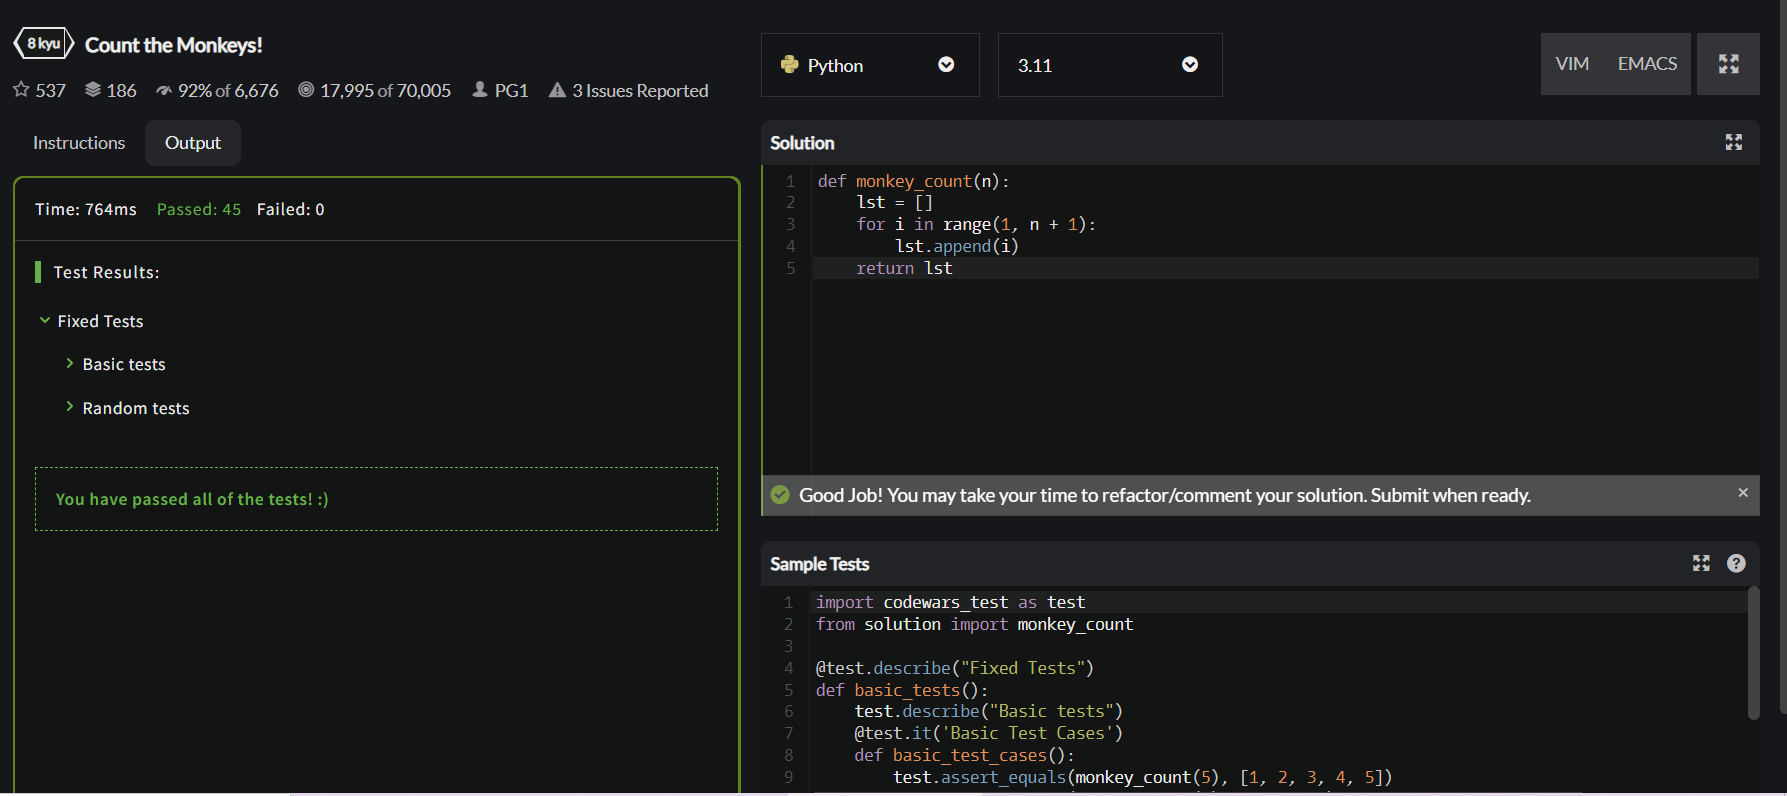 8 kyu Count the Monkeys!
537 186 92% of 6,676 17,995 of 70,005 PG1 3 Issues Reported
Instructions Output
Time: 764ms Passed: 45 Failed: 0
Test Results:
Fixed Tests
Basic tests
Random tests
You have passed all of the tests! :)
Python 3.11 VIM EMACS
Solution
1 def monkey_count(n):
2     lst = []
3     for i in range(1, n + 1):
4         lst.append(i)
5     return lst
Good Job! You may take your time to refactor/comment your solution. Submit when ready. ×
Sample Tests ?
1 import codewars_test as test
2 from solution import monkey_count
3
4 @test.describe("Fixed Tests")
5 def basic_tests():
6     test.describe("Basic tests")
7     @test.it('Basic Test Cases')
8     def basic_test_cases():
9         test.assert_equals(monkey_count(5), [1, 2, 3, 4, 5])